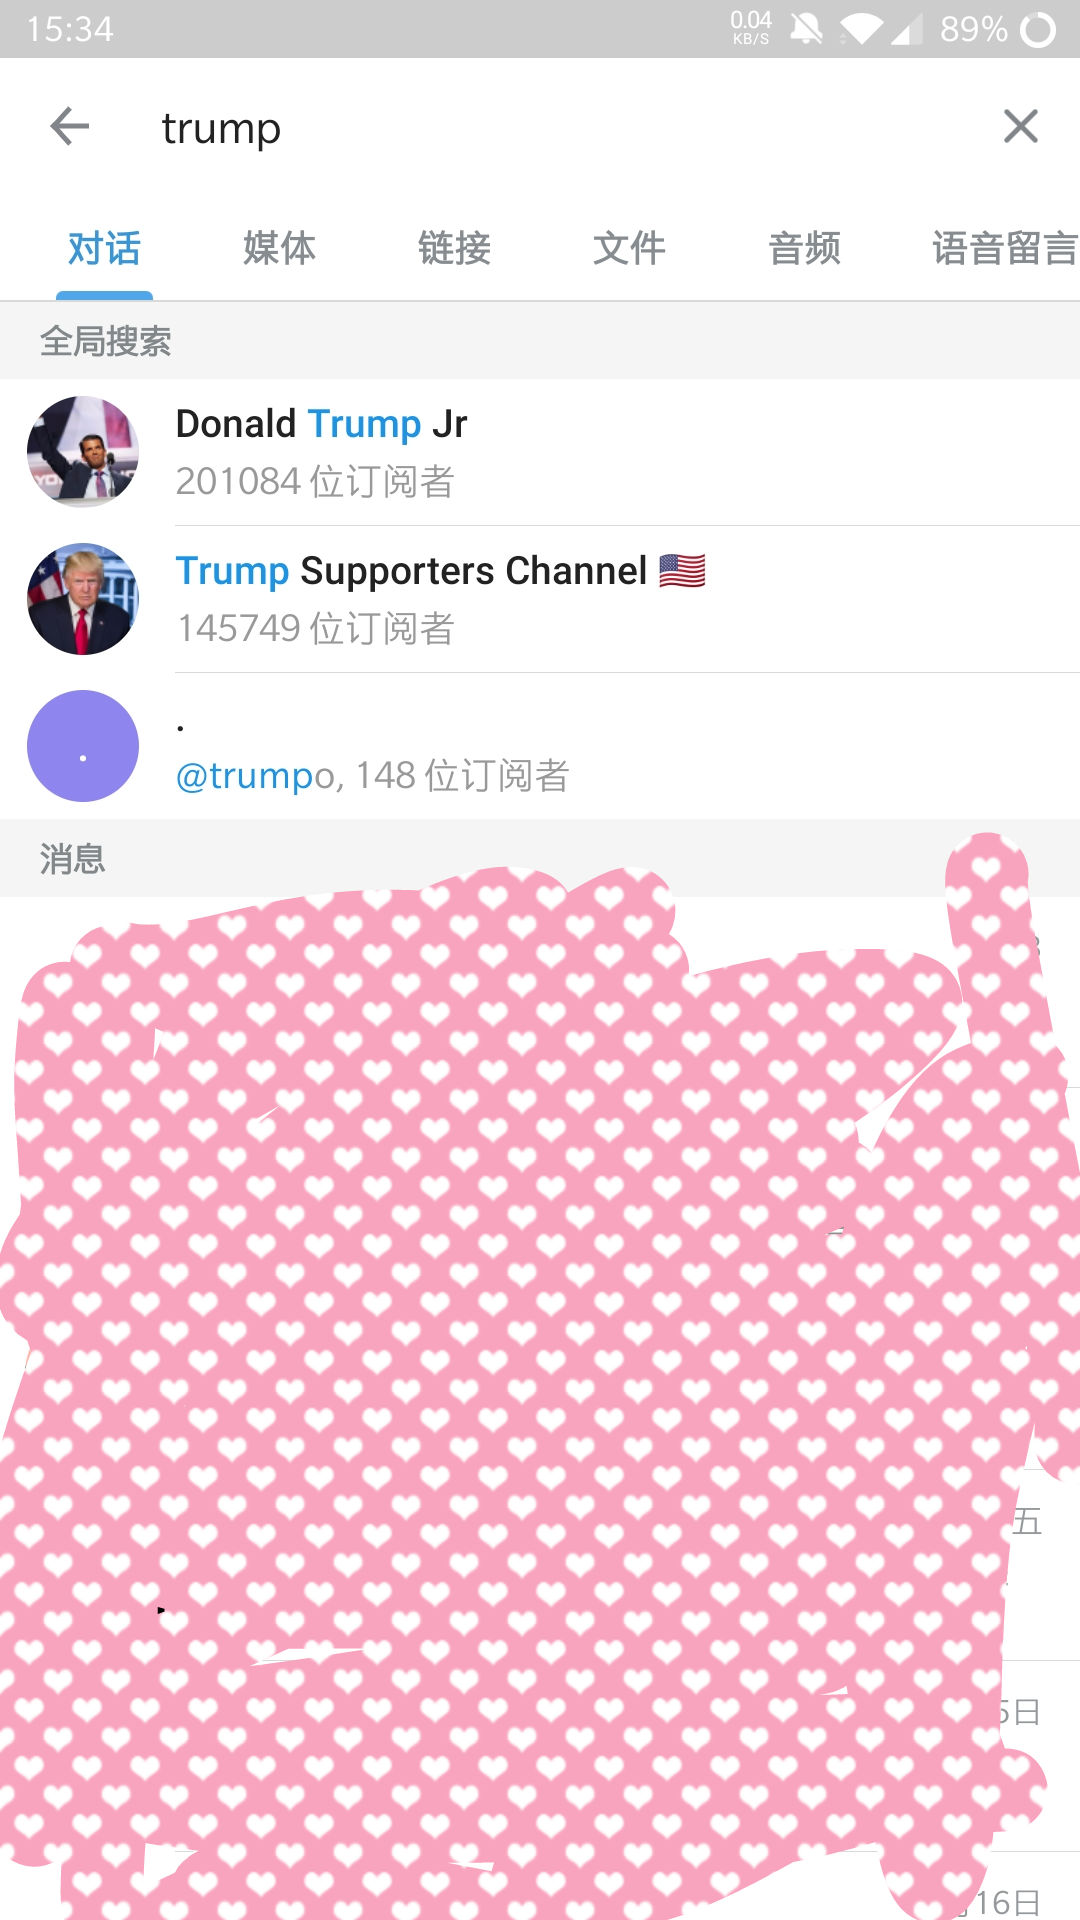 15:34
0.04 KB/S 89%
trump
对话 媒体 链接 文件 音频 语音留言
全局搜索
Donald Trump Jr
201084 位订阅者
Trump Supporters Channel 🇺🇸
145749 位订阅者
.
@trumpo, 148 位订阅者
消息
五
5日
16日